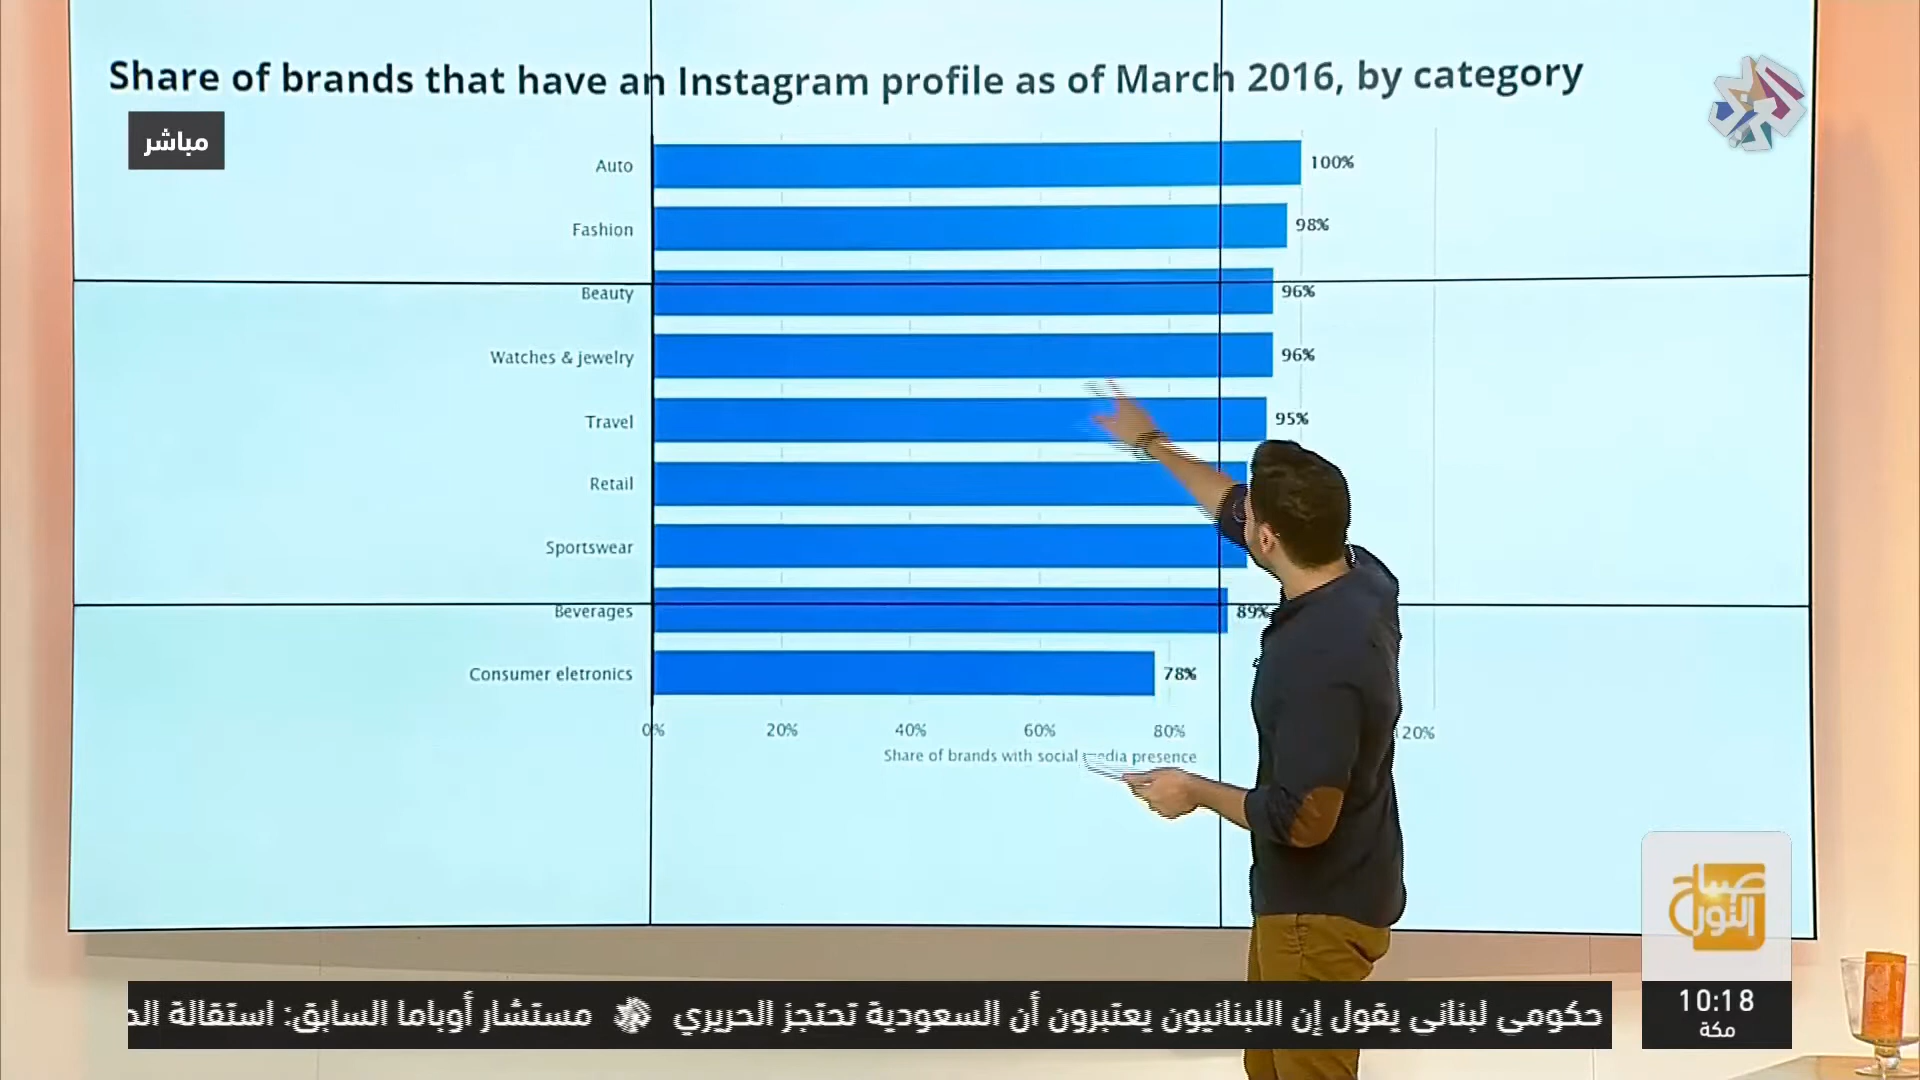 Share of brands that have an Instagram profile as of March 2016, by category
مباشر
Auto 100%
Fashion 98%
Beauty 96%
Watches & jewelry 96%
Travel 95%
Retail
Sportswear
Beverages 89%
Consumer eletronics 78%
0% 20% 40% 60% 80% 20%
Share of brands with social media presence
صباح النور
10:18
مكة
حكومي لبناني يقول إن اللبنانيون يعتبرون أن السعودية تحتجز الحريري مستشار أوباما السابق: استقالة